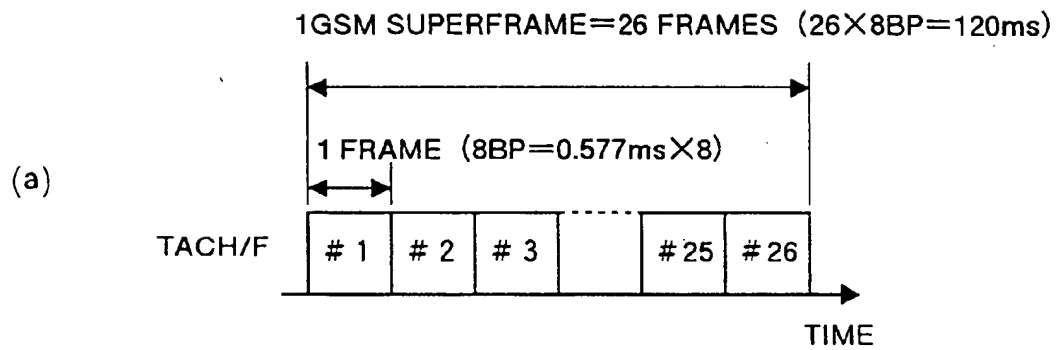 1GSM SUPERFRAME=26 FRAMES (26×8BP=120ms)
1 FRAME (8BP=0.577ms×8)
(a)
TACH/F #1 #2 #3 #25 #26
TIME